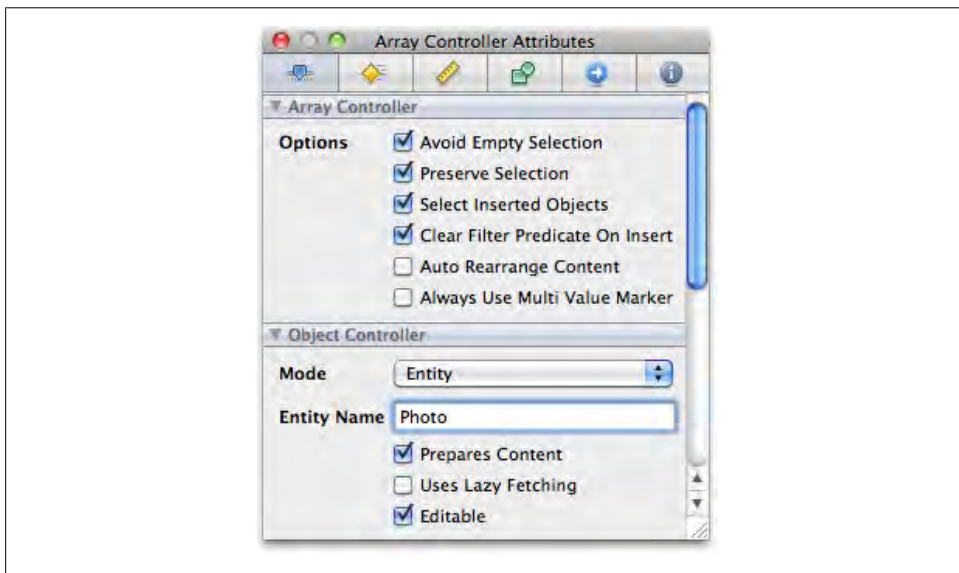 Array Controller Attributes
Array Controller
Options
Avoid Empty Selection
Preserve Selection
Select Inserted Objects
Clear Filter Predicate On Insert
Auto Rearrange Content
Always Use Multi Value Marker
Object Controller
Mode Entity
Entity Name Photo
Prepares Content
Uses Lazy Fetching
Editable